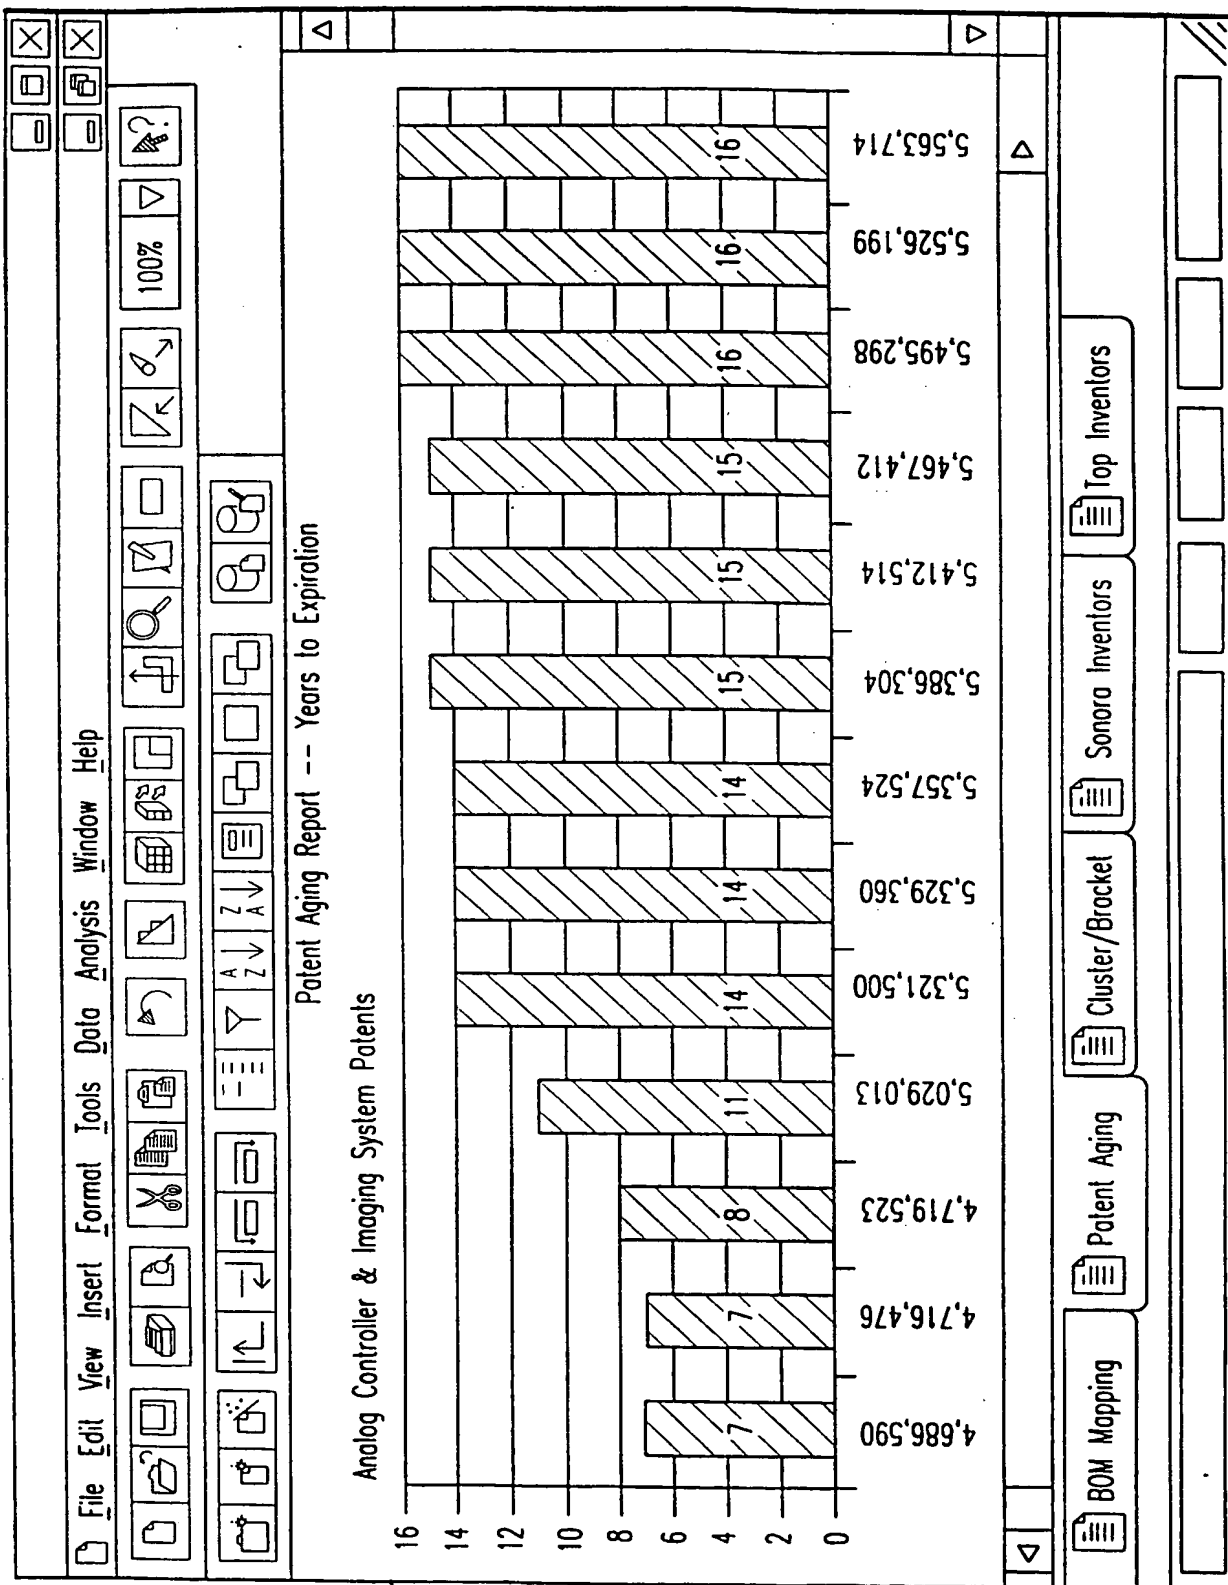 File Edit View Insert Format Tools Data Analysis Window Help
100% ?
A Z Z A
Patent Aging Report -- Years to Expiration
Analog Controller & Imaging System Patents
16
14
12
10
8
6
4
2
0
7 7 8 11 14 14 14 15 15 15 16 16 16
4,686,590 4,716,476 4,719,523 5,029,013 5,321,500 5,329,360 5,357,524 5,386,304 5,412,514 5,467,412 5,495,298 5,526,199 5,563,714
BOM Mapping Patent Aging Cluster/Bracket Sonora Inventors Top Inventors